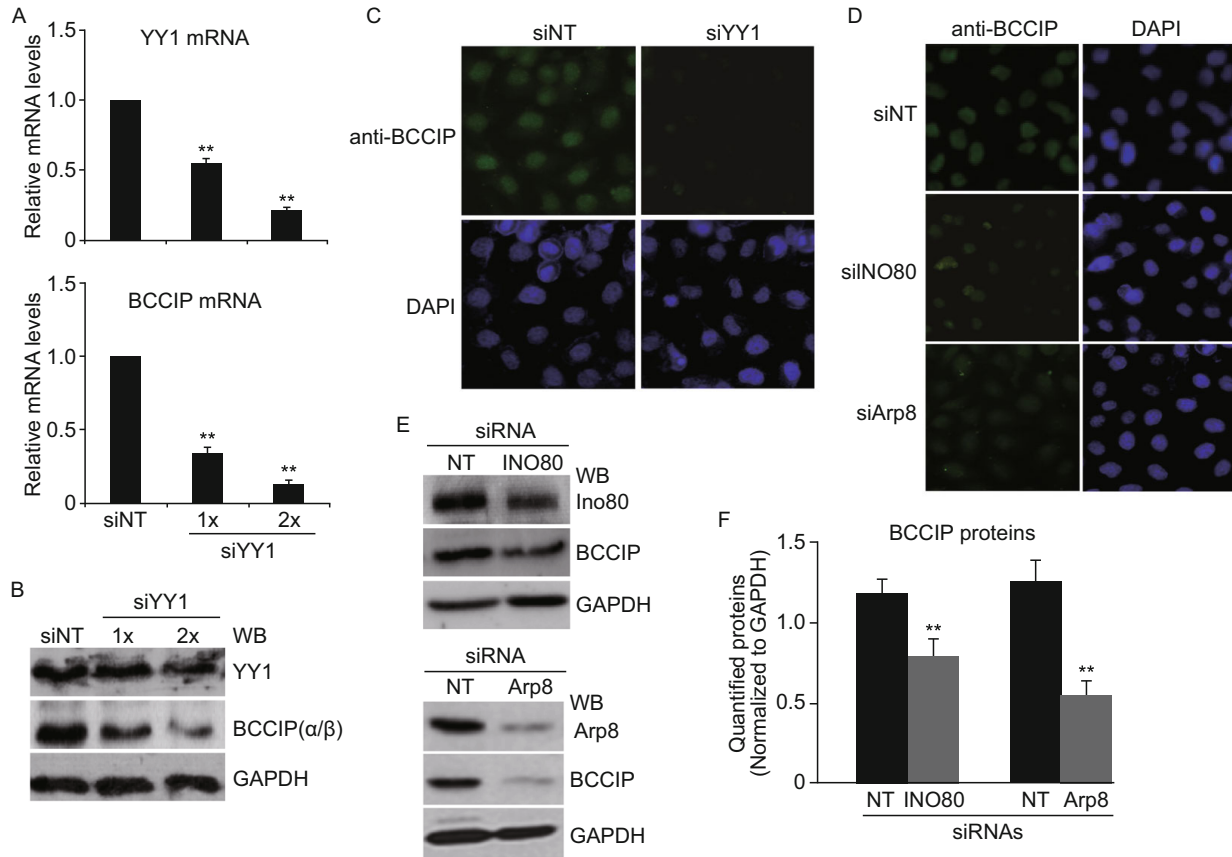 A
YY1 mRNA
Relative mRNA levels
1.5
1.0
0.5
0
**
**
BCCIP mRNA
Relative mRNA levels
1.5
1.0
0.5
0
**
**
siNT
1x
2x
siYY1
B
siYY1
siNT
1x
2x
WB
YY1
BCCIP(α/β)
GAPDH
C
siNT
siYY1
anti-BCCIP
DAPI
D
anti-BCCIP
DAPI
siNT
siINO80
siArp8
E
siRNA
NT
INO80
WB
Ino80
BCCIP
GAPDH
siRNA
NT
Arp8
WB
Arp8
BCCIP
GAPDH
F
BCCIP proteins
Quantified proteins
(Normalized to GAPDH)
1.5
1.0
0.5
0
**
**
NT
INO80
NT
Arp8
siRNAs